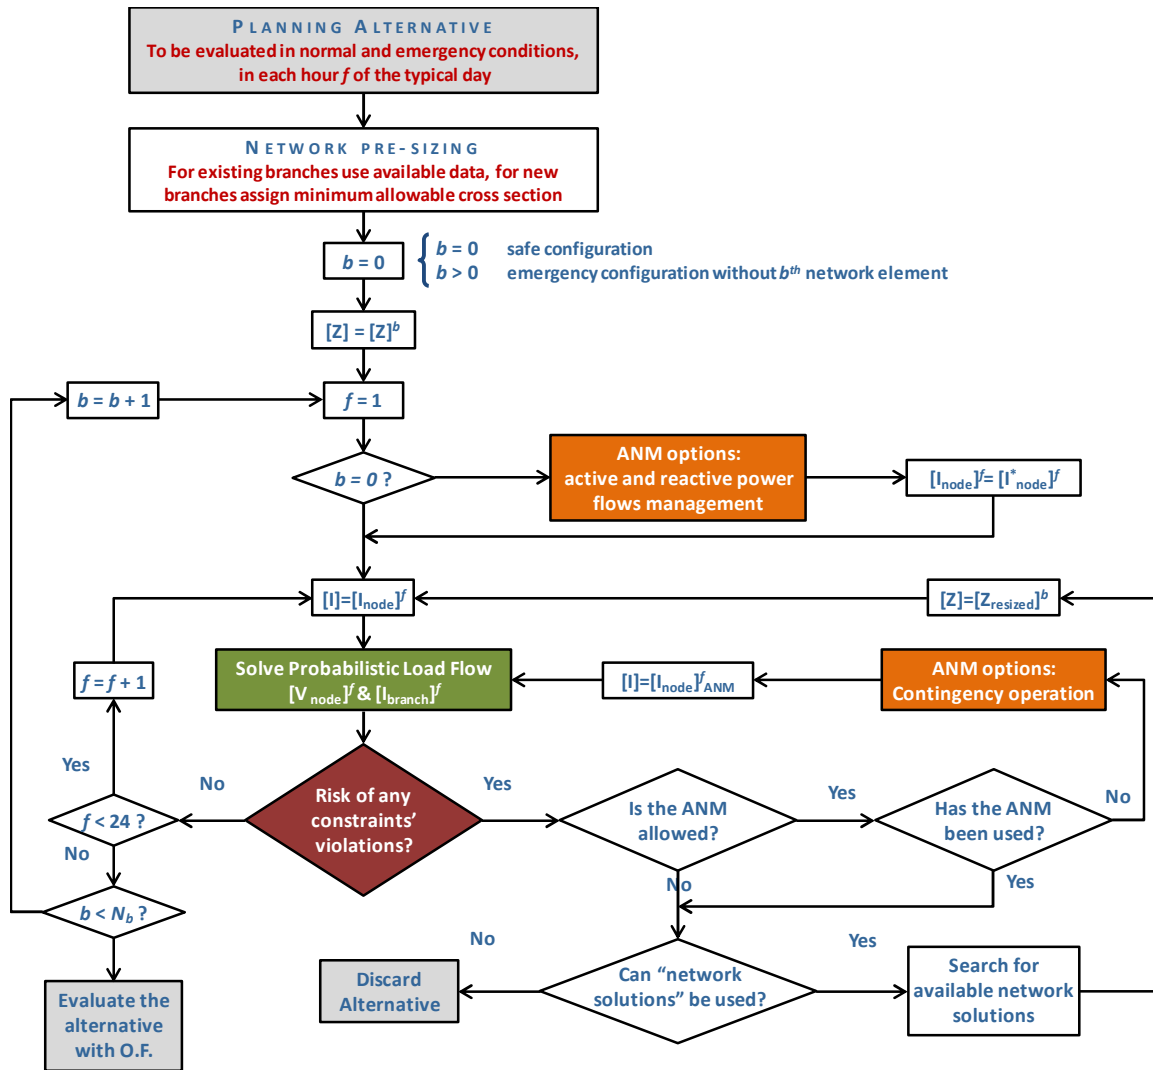 PLANNING ALTERNATIVE
To be evaluated in normal and emergency conditions,
in each hour f of the typical day
NETWORK PRE-SIZING
For existing branches use available data, for new
branches assign minimum allowable cross section
b = 0
b = 0 safe configuration
b > 0 emergency configuration without bth network element
[Z] = [Z]b
b = b + 1
f = 1
b = 0 ?
ANM options:
active and reactive power
flows management
[Inode]f= [I*node]f
[I]=[Inode]f
[Z]=[Zresized]b
f = f + 1
Solve Probabilistic Load Flow
[Vnode]f & [Ibranch]f
[I]=[Inode]fANM
ANM options:
Contingency operation
Yes
No
Yes
Yes
No
f < 24 ?
Risk of any
constraints'
violations?
Is the ANM
allowed?
Has the ANM
been used?
No
No
Yes
b < Nb ?
No
Yes
Evaluate the
alternative
with O.F.
Discard
Alternative
Can “network
solutions” be used?
Search for
available network
solutions